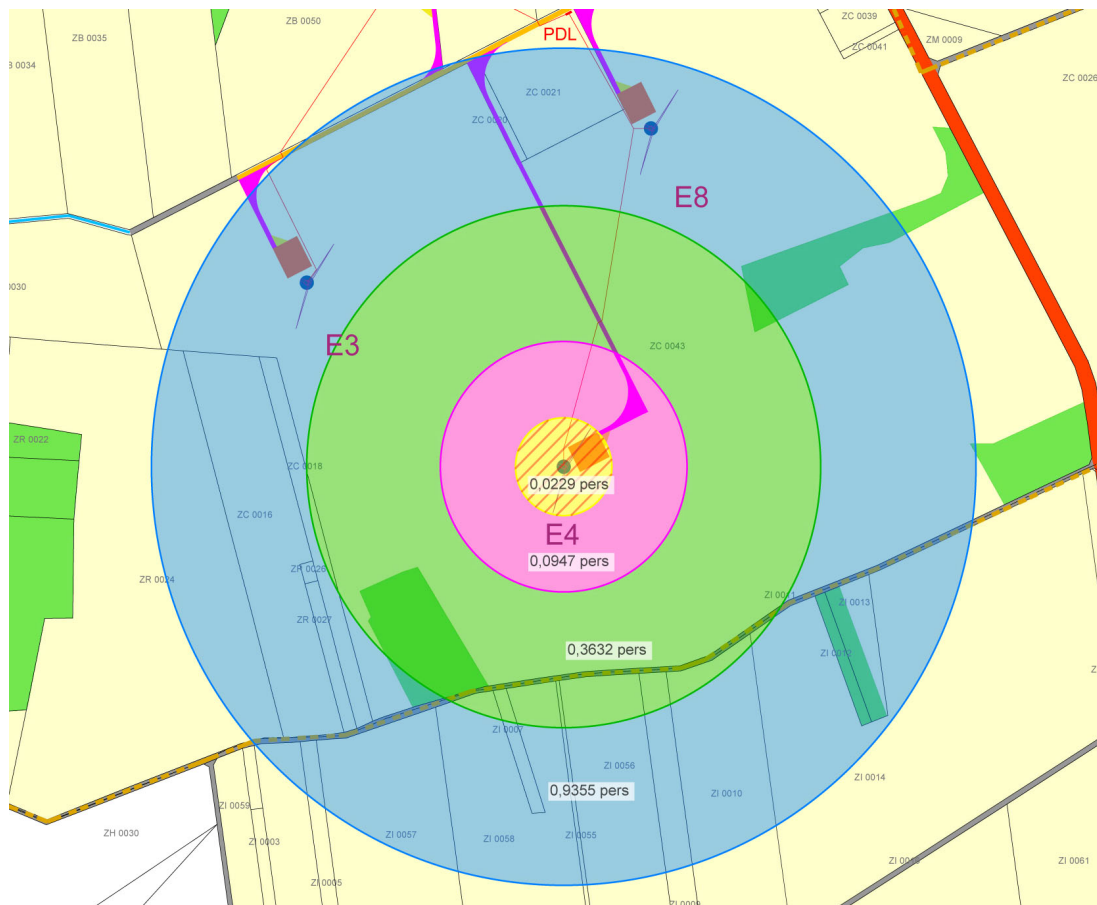 ZB 0050
ZC 0039
PDL
ZB 0035
ZM 0009
ZC 0041
B 0034
ZC 0026
ZC 0021
ZC 0020
E8
0030
E3
ZC 0043
ZR 0022
ZC 0018
0,0229 pers
ZC 0016
E4
0,0947 pers
ZR 0026
ZR 0024
ZI 0011
ZI 0013
ZR 0027
0,3632 pers
ZI 0012
ZI 0007
ZI 0056
ZI 0014
0,9355 pers
ZI 0010
ZI 0059
ZH 0030
ZI 0057
ZI 0058
ZI 0055
ZI 0003
ZI 0061
ZI 0005